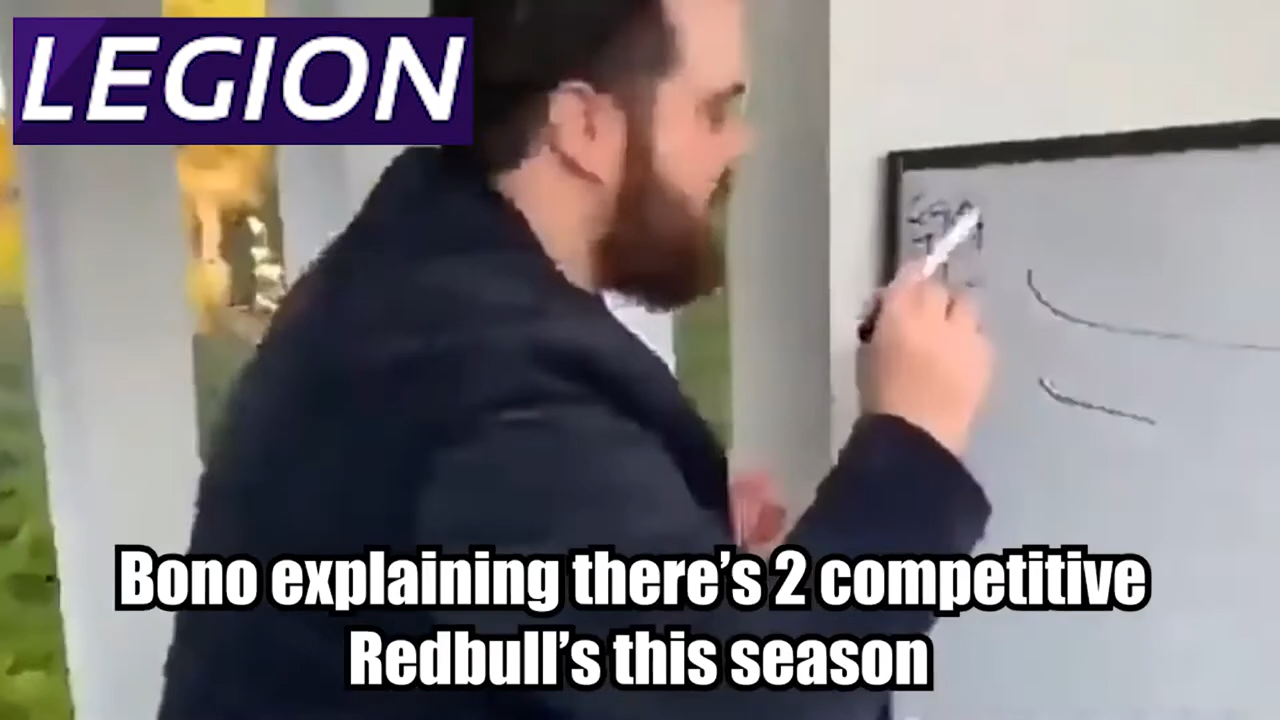 LEGION
Bono explaining there's 2 competitive
Redbull's this season